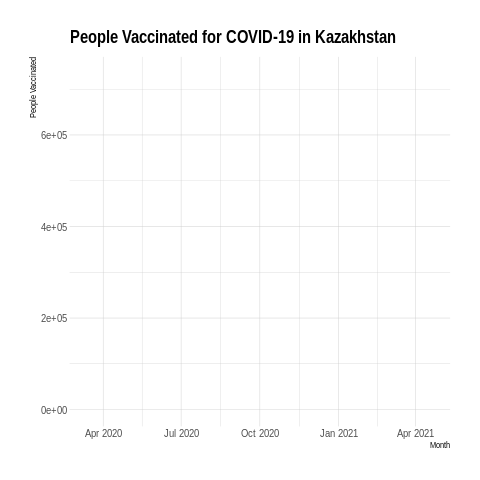 People Vaccinated for COVID-19 in Kazakhstan
People Vaccinated
6e+05
4e+05
2e+05
0e+00
Apr 2020 Jul 2020 Oct 2020 Jan 2021 Apr 2021
Month